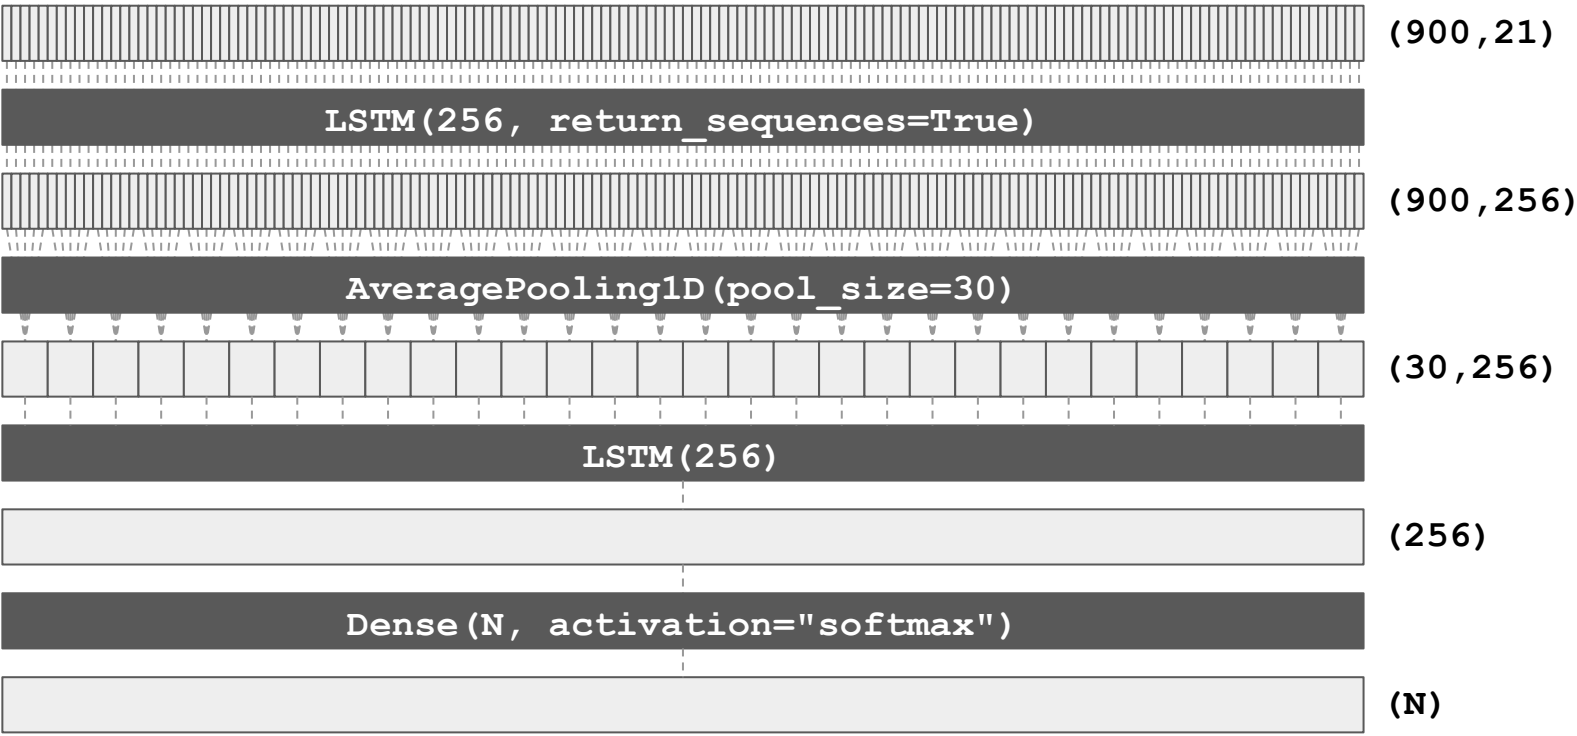 (900,21)
LSTM(256, return_sequences=True)
(900,256)
AveragePooling1D(pool_size=30)
(30,256)
LSTM(256)
(256)
Dense(N, activation="softmax")
(N)